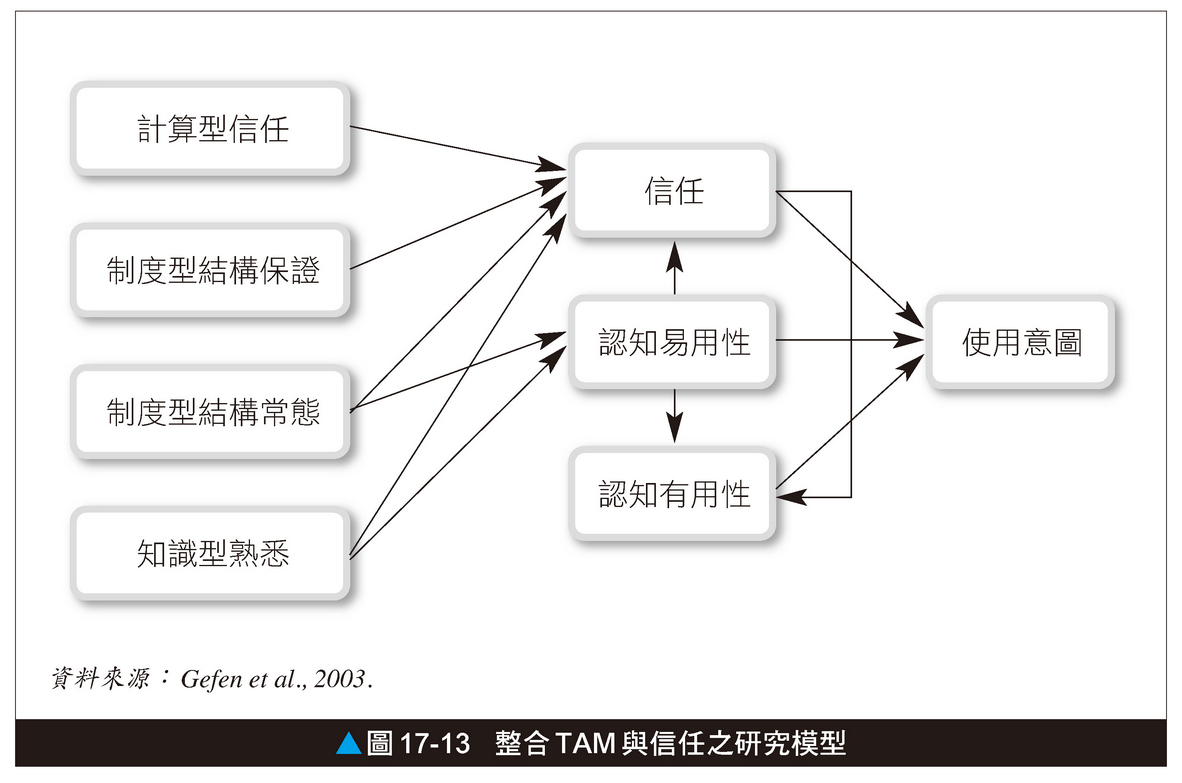 計算型信任
制度型結構保證
制度型結構常態
知識型熟悉
信任
認知易用性
認知有用性
使用意圖
資料來源：Gefen et al., 2003.
▲圖 17-13　整合 TAM 與信任之研究模型